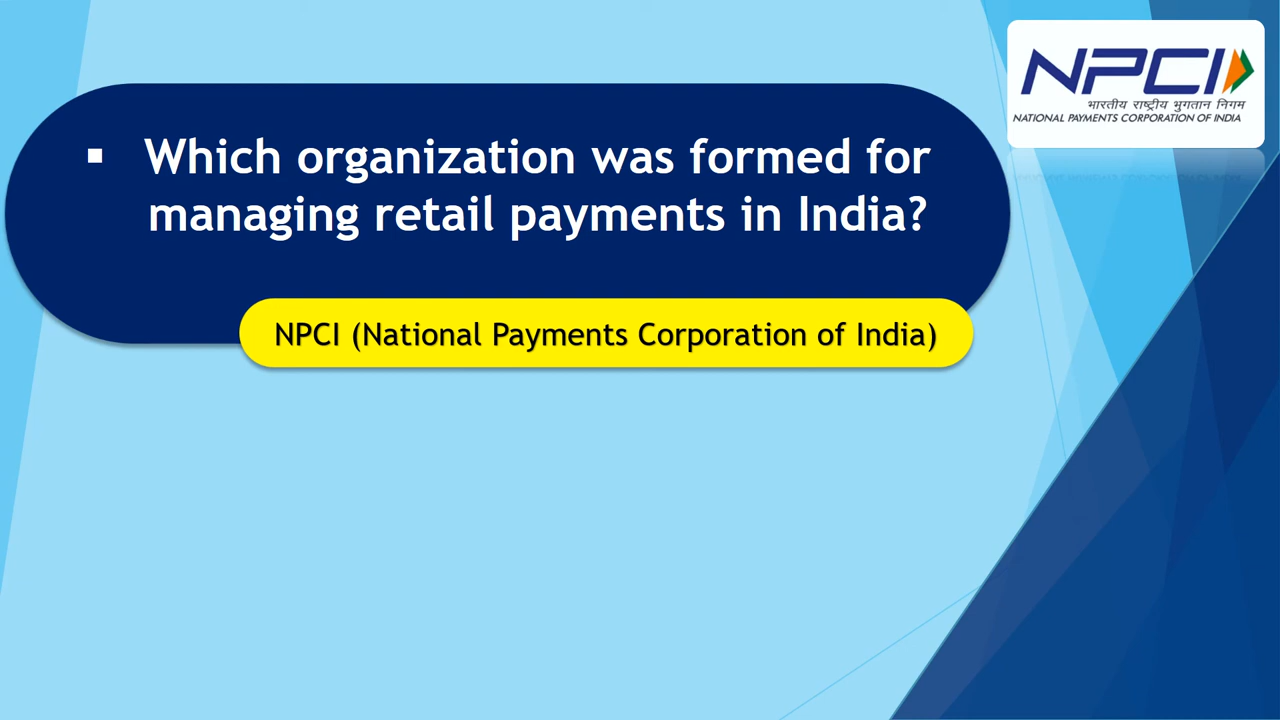 ▪ Which organization was formed for
managing retail payments in India?
NPCI (National Payments Corporation of India)
NPCI
भारतीय राष्ट्रीय भुगतान निगम
NATIONAL PAYMENTS CORPORATION OF INDIA